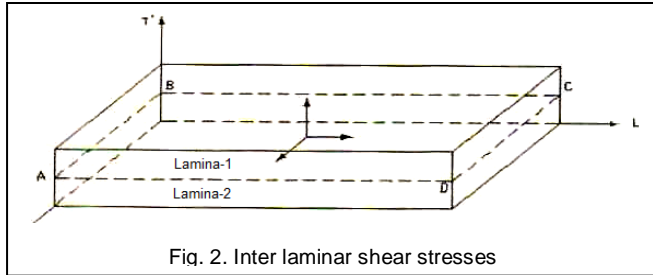 T'
B
C
L
Lamina-1
A
D
Lamina-2
Fig. 2. Inter laminar shear stresses